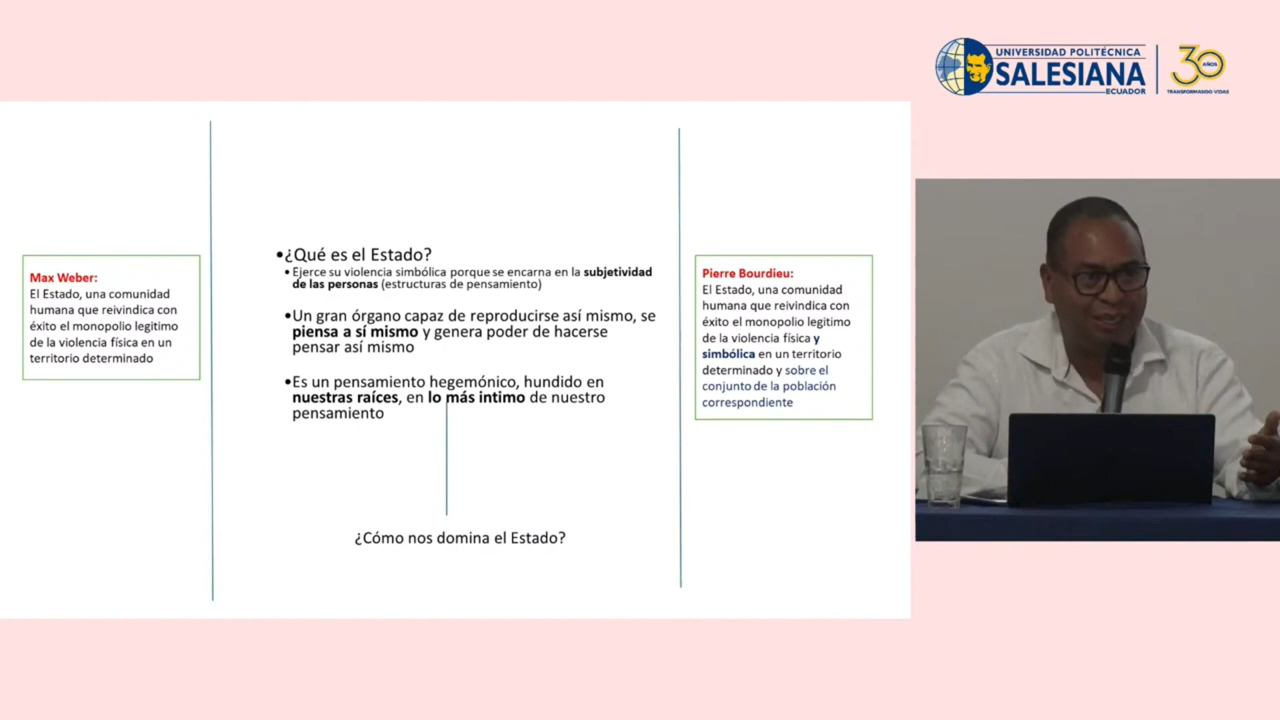 UNIVERSIDAD POLITÉCNICA
SALESIANA
ECUADOR
30
AÑOS
TRANSFORMANDO VIDAS
Max Weber:
El Estado, una comunidad
humana que reivindica con
éxito el monopolio legitimo
de la violencia física en un
territorio determinado
•¿Qué es el Estado?
• Ejerce su violencia simbólica porque se encarna en la subjetividad
de las personas (estructuras de pensamiento)
•Un gran órgano capaz de reproducirse así mismo, se
piensa a sí mismo y genera poder de hacerse
pensar así mismo
•Es un pensamiento hegemónico, hundido en
nuestras raíces, en lo más intimo de nuestro
pensamiento
¿Cómo nos domina el Estado?
Pierre Bourdieu:
El Estado, una comunidad
humana que reivindica con
éxito el monopolio legitimo
de la violencia física y
simbólica en un territorio
determinado y sobre el
conjunto de la población
correspondiente